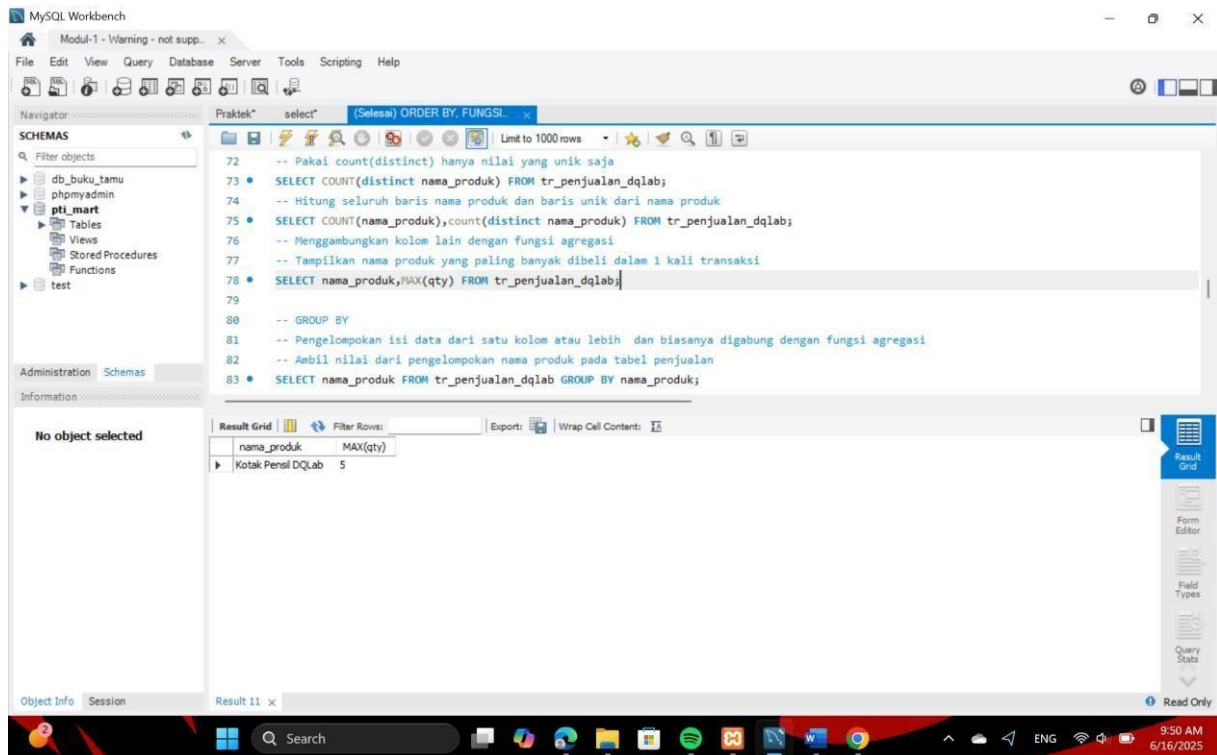 MySQL Workbench
Modul-1 - Warning - not supp..
File Edit View Query Database Server Tools Scripting Help
Navigator
SCHEMAS
Filter objects
db_buku_tamu
phpmyadmin
pti_mart
Tables
Views
Stored Procedures
Functions
test
Administration Schemas
Information
No object selected
Object Info Session
Praktek* select* (Selesai) ORDER BY, FUNGSI...
Limit to 1000 rows
72 -- Pakai count(distinct) hanya nilai yang unik saja
73 SELECT COUNT(distinct nama_produk) FROM tr_penjualan_dqlab;
74 -- Hitung seluruh baris nama produk dan baris unik dari nama produk
75 SELECT COUNT(nama_produk),count(distinct nama_produk) FROM tr_penjualan_dqlab;
76 -- Menggambungkan kolom lain dengan fungsi agregasi
77 -- Tampilkan nama produk yang paling banyak dibeli dalam 1 kali transaksi
78 SELECT nama_produk,MAX(qty) FROM tr_penjualan_dqlab;
79
80 -- GROUP BY
81 -- Pengelompokan isi data dari satu kolom atau lebih dan biasanya digabung dengan fungsi agregasi
82 -- Ambil nilai dari pengelompokan nama produk pada tabel penjualan
83 SELECT nama_produk FROM tr_penjualan_dqlab GROUP BY nama_produk;
Result Grid Filter Rows: Export: Wrap Cell Content:
nama_produk MAX(qty)
Kotak Pensil DQLab 5
Result Grid
Form Editor
Field Types
Query Stats
Result 11
Read Only
2
Search
ENG
9:50 AM
6/16/2025